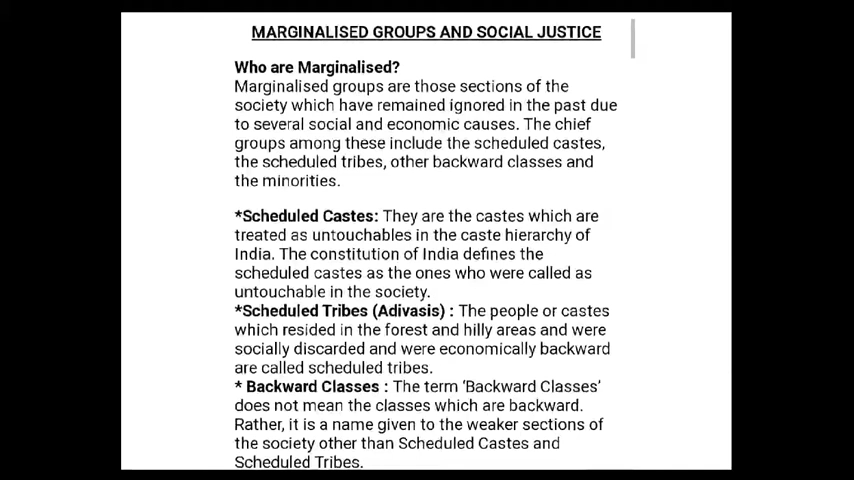 MARGINALISED GROUPS AND SOCIAL JUSTICE
Who are Marginalised?
Marginalised groups are those sections of the
society which have remained ignored in the past due
to several social and economic causes. The chief
groups among these include the scheduled castes,
the scheduled tribes, other backward classes and
the minorities.
*Scheduled Castes: They are the castes which are
treated as untouchables in the caste hierarchy of
India. The constitution of India defines the
scheduled castes as the ones who were called as
untouchable in the society.
*Scheduled Tribes (Adivasis) : The people or castes
which resided in the forest and hilly areas and were
socially discarded and were economically backward
are called scheduled tribes.
* Backward Classes : The term ‘Backward Classes’
does not mean the classes which are backward.
Rather, it is a name given to the weaker sections of
the society other than Scheduled Castes and
Scheduled Tribes.